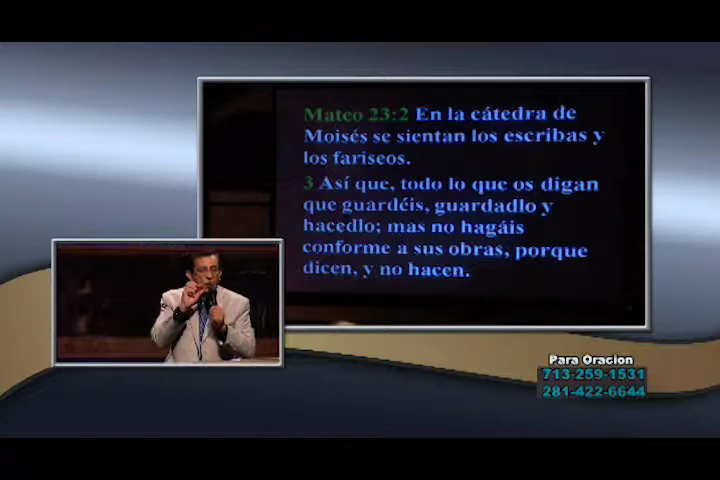 Mateo 23:2 En la cátedra de
Moisés se sientan los escribas y
los fariseos.
3 Así que, todo lo que os digan
que guardéis, guardadlo y
hacedlo; mas no hagáis
conforme a sus obras, porque
dicen, y no hacen.
Para Oracion
713-259-1531
281-422-6644